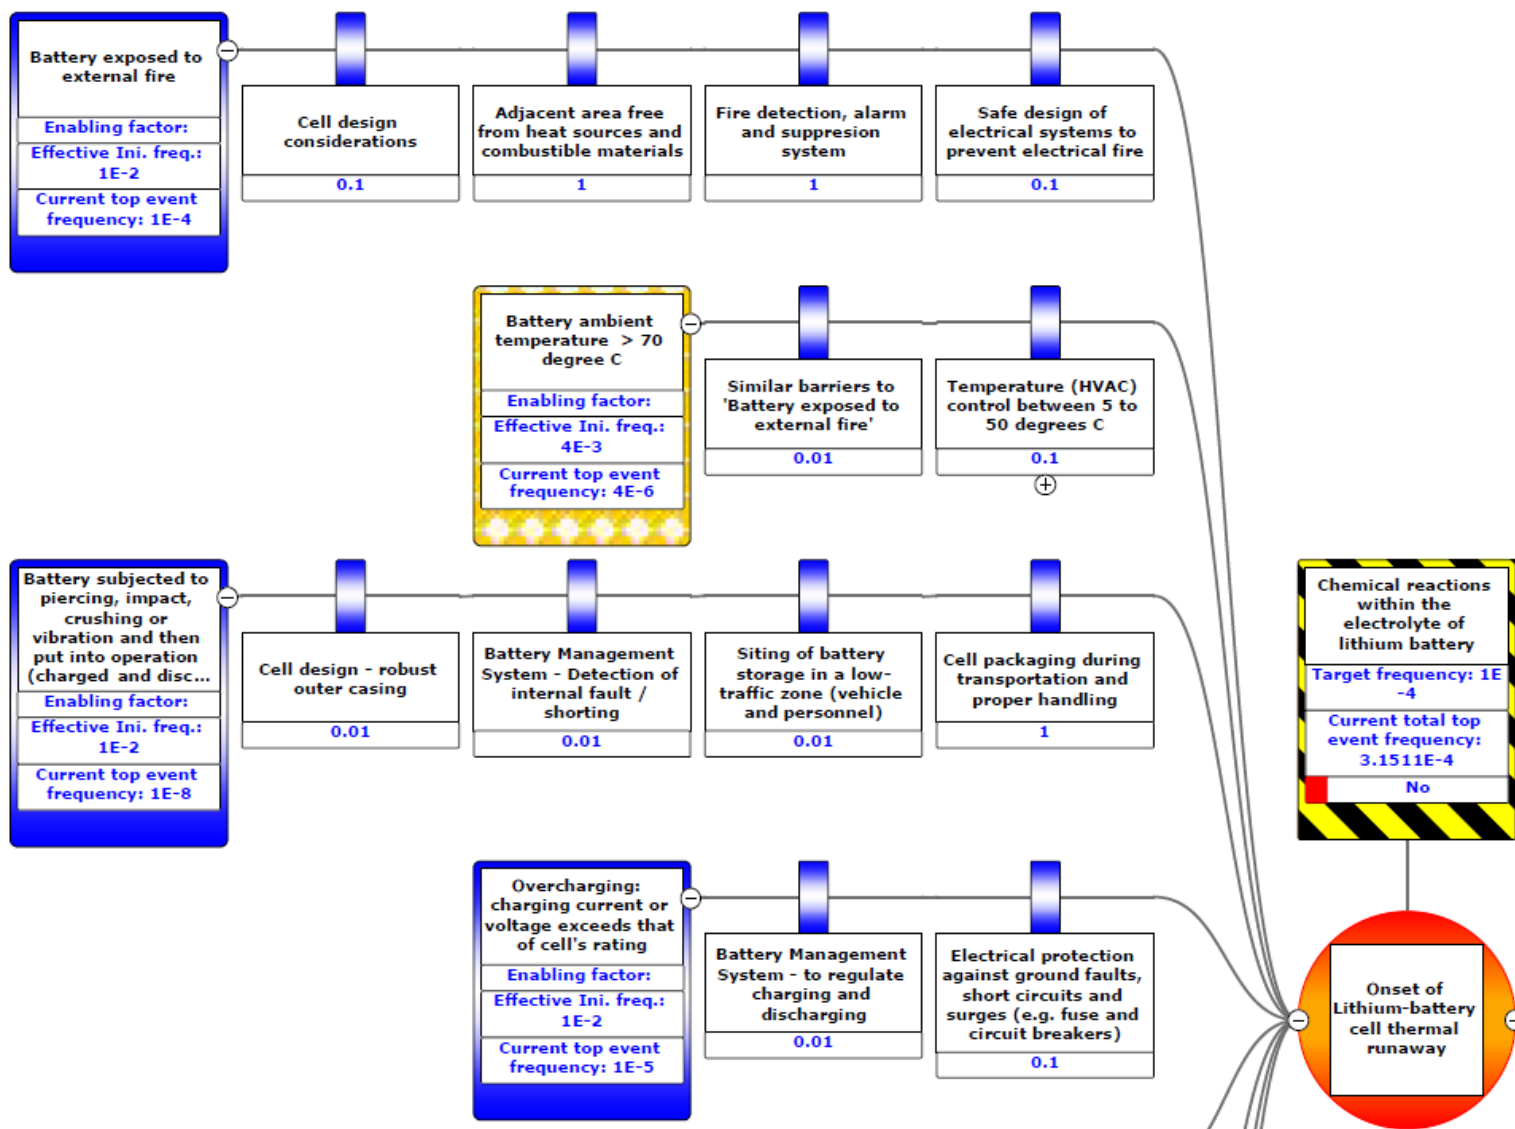 Battery exposed to
external fire
Enabling factor:
Effective Ini. freq.:
1E-2
Current top event
frequency: 1E-4
Cell design
considerations
0.1
Adjacent area free
from heat sources and
combustible materials
1
Fire detection, alarm
and suppresion
system
1
Safe design of
electrical systems to
prevent electrical fire
0.1
Battery ambient
temperature > 70
degree C
Enabling factor:
Effective Ini. freq.:
4E-3
Current top event
frequency: 4E-6
Similar barriers to
'Battery exposed to
external fire'
0.01
Temperature (HVAC)
control between 5 to
50 degrees C
0.1
Battery subjected to
piercing, impact,
crushing or
vibration and then
put into operation
(charged and disc...
Enabling factor:
Effective Ini. freq.:
1E-2
Current top event
frequency: 1E-8
Cell design - robust
outer casing
0.01
Battery Management
System - Detection of
internal fault /
shorting
0.01
Siting of battery
storage in a low-
traffic zone (vehicle
and personnel)
0.01
Cell packaging during
transportation and
proper handling
1
Chemical reactions
within the
electrolyte of
lithium battery
Target frequency: 1E
-4
Current total top
event frequency:
3.1511E-4
No
Overcharging:
charging current or
voltage exceeds that
of cell's rating
Enabling factor:
Effective Ini. freq.:
1E-2
Current top event
frequency: 1E-5
Battery Management
System - to regulate
charging and
discharging
0.01
Electrical protection
against ground faults,
short circuits and
surges (e.g. fuse and
circuit breakers)
0.1
Onset of
Lithium-battery
cell thermal
runaway